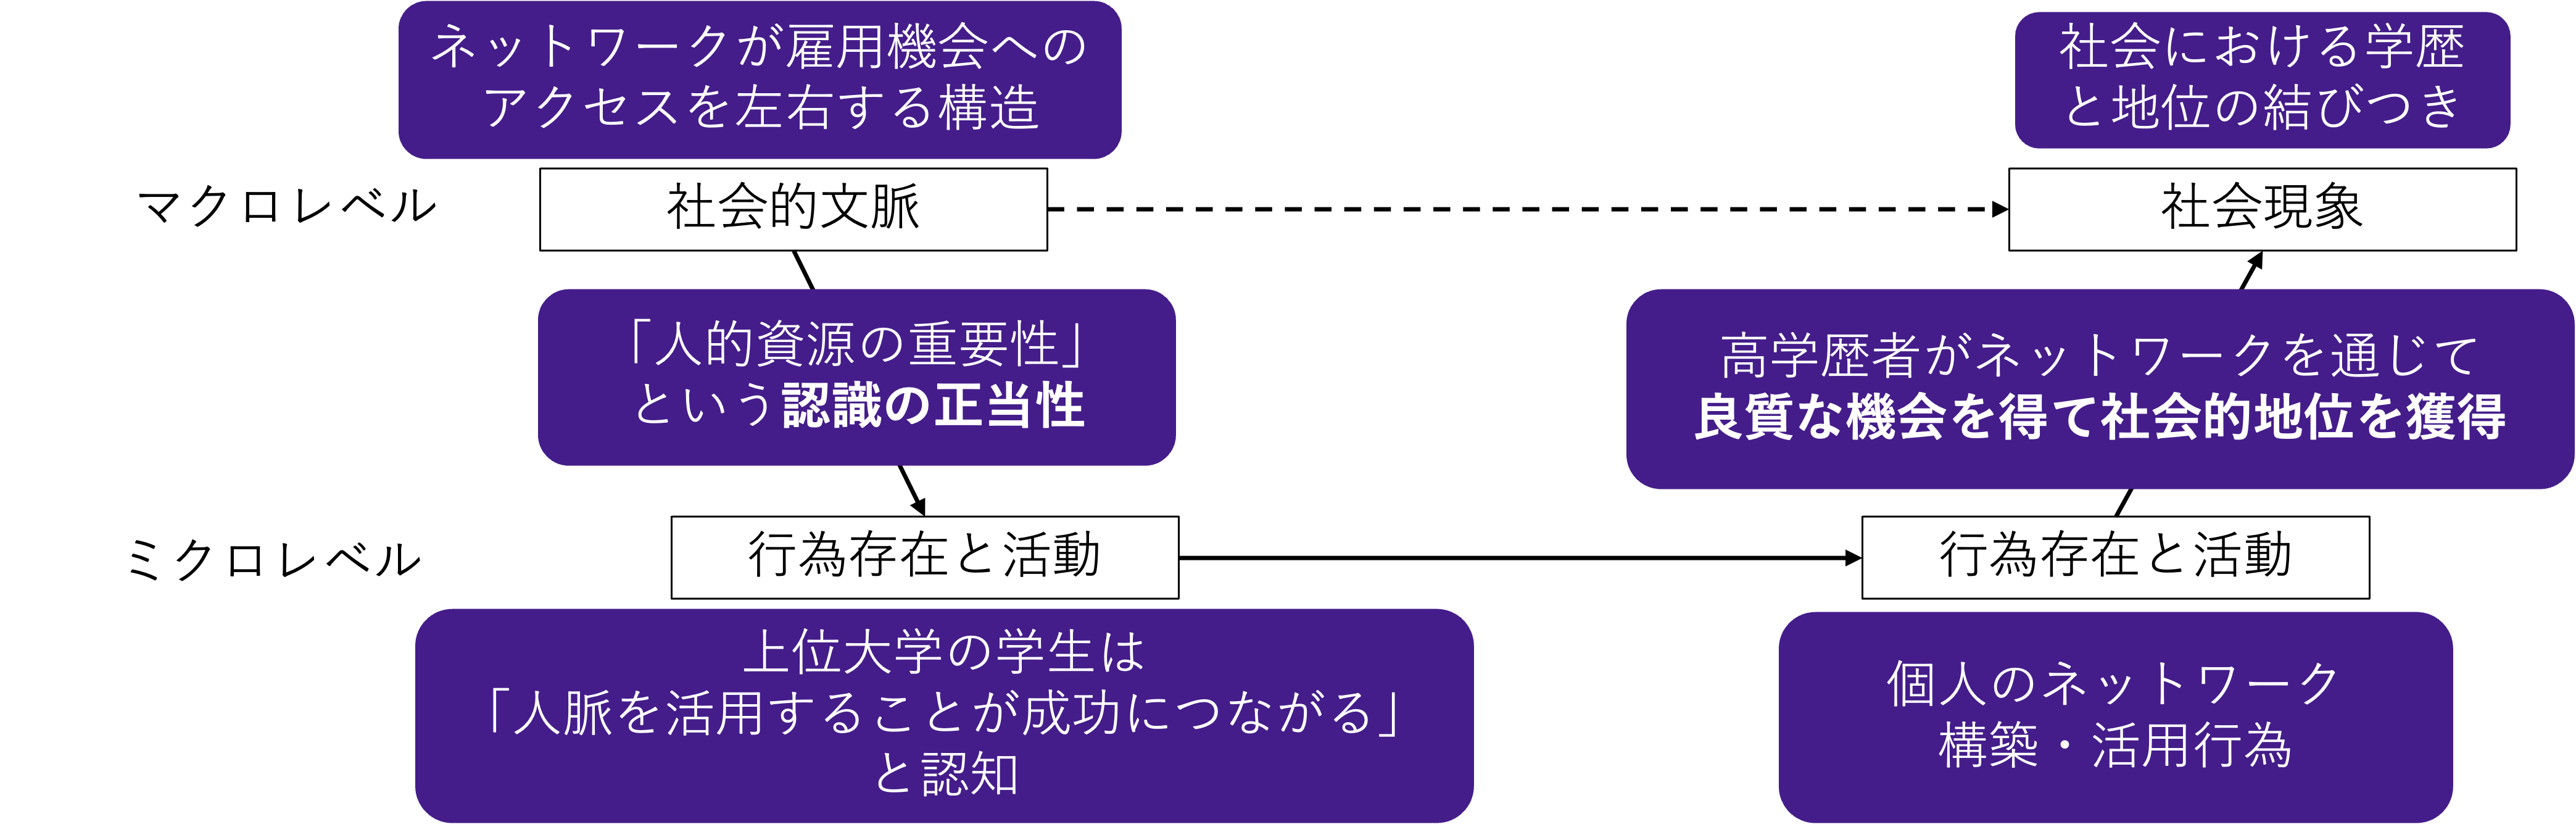 ネットワークが雇用機会への
アクセスを左右する構造
社会における学歴
と地位の結びつき
マクロレベル
社会的文脈
社会現象
「人的資源の重要性」
という認識の正当性
高学歴者がネットワークを通じて
良質な機会を得て社会的地位を獲得
ミクロレベル
行為存在と活動
行為存在と活動
上位大学の学生は
「人脈を活用することが成功につながる」
と認知
個人のネットワーク
構築・活用行為